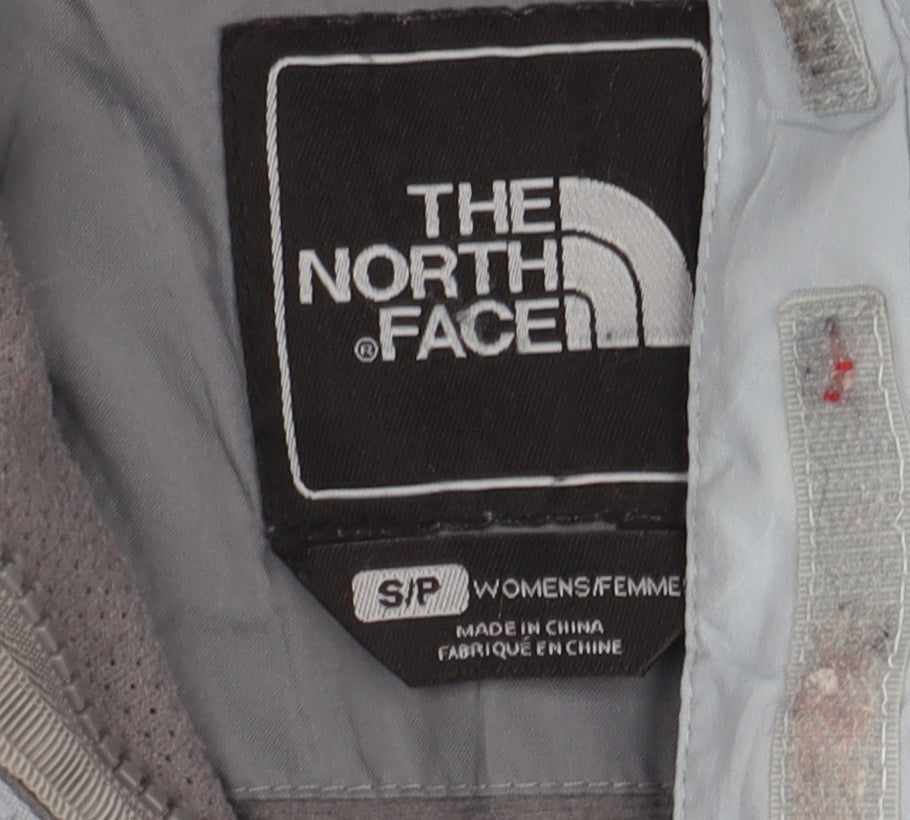 THE
NORTH
®FACE
S/P WOMENS/FEMME
MADE IN CHINA
FABRIQUÉ EN CHINE